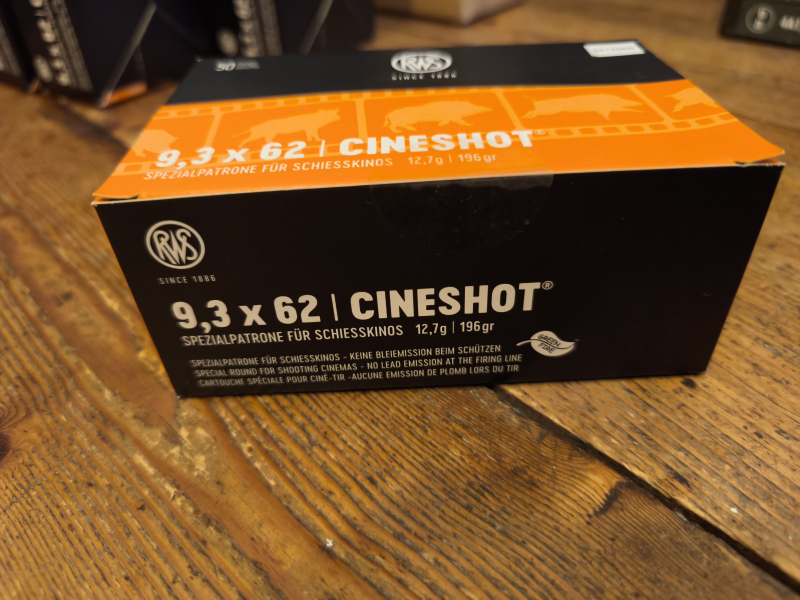 50
RWS
SINCE 1886
9,3 x 62 | CINESHOT®
SPEZIALPATRONE FÜR SCHIESSKINOS 12,7g | 196gr
RWS
SINCE 1886
9,3 x 62 | CINESHOT®
SPEZIALPATRONE FÜR SCHIESSKINOS 12,7g | 196gr
GREEN
FIRE
SPEZIALPATRONE FÜR SCHIESSKINOS - KEINE BLEIEMISSION BEIM SCHÜTZEN
SPECIAL ROUND FOR SHOOTING CINEMAS - NO LEAD EMISSION AT THE FIRING LINE
CARTOUCHE SPÉCIALE POUR CINÉ-TIR -AUCUNE EMISSION DE PLOMB LORS DU TIR